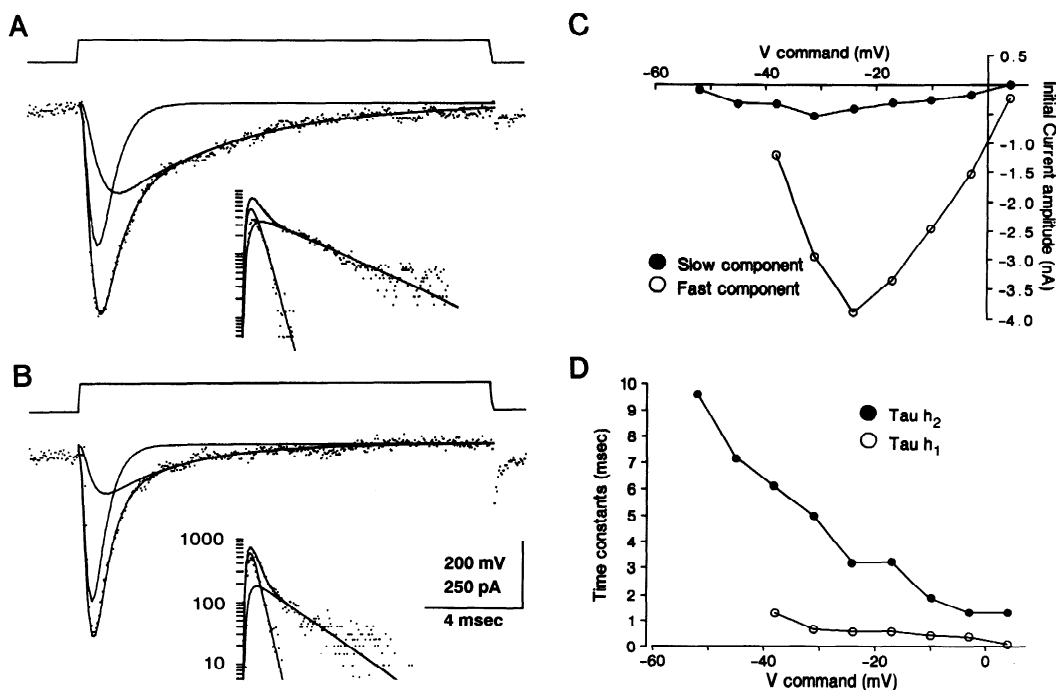 A
B
1000
100
10
200 mV
250 pA
4 msec
C
V command (mV)
-60
-40
-20
0.5
-1.0
-1.5
-2.0
-2.5
-3.0
-3.5
-4.0
Initial Current amplitude (nA)
Slow component
Fast component
D
10
9
8
7
6
5
4
3
2
1
0
Time constants (msec)
Tau h2
Tau h1
-60
-40
-20
0
V command (mV)